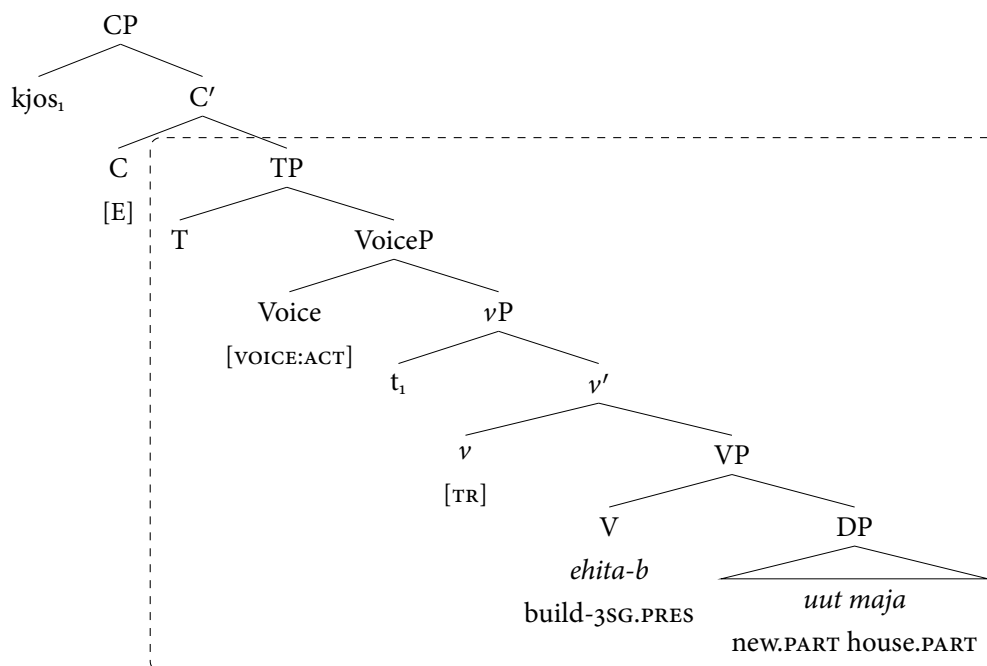 CP
kjos₁ C′
C TP
[E]
T VoiceP
Voice vP
[VOICE:ACT]
t₁ v′
v VP
[TR]
V DP
ehita-b uut maja
build-3SG.PRES new.PART house.PART